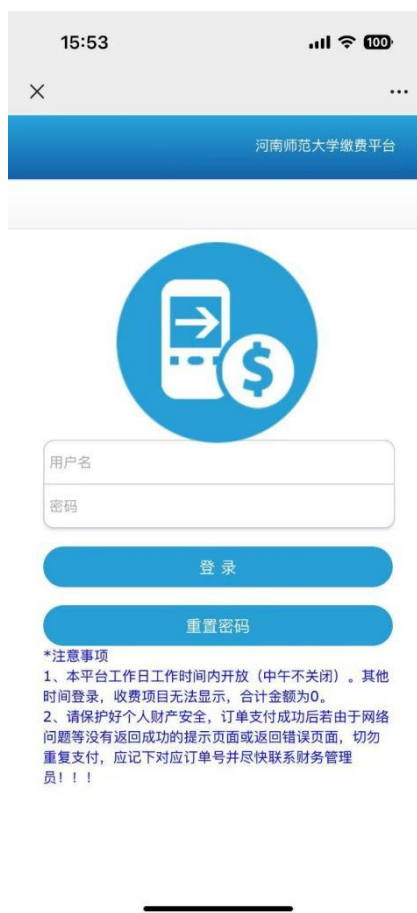 15:53
100
河南师范大学缴费平台
$
用户名
密码
登 录
重置密码
*注意事项
1、本平台工作日工作时间内开放（中午不关闭）。其他
时间登录，收费项目无法显示，合计金额为0。
2、请保护好个人财产安全，订单支付成功后若由于网络
问题等没有返回成功的提示页面或返回错误页面，切勿
重复支付，应记下对应订单号并尽快联系财务管理
员！！！